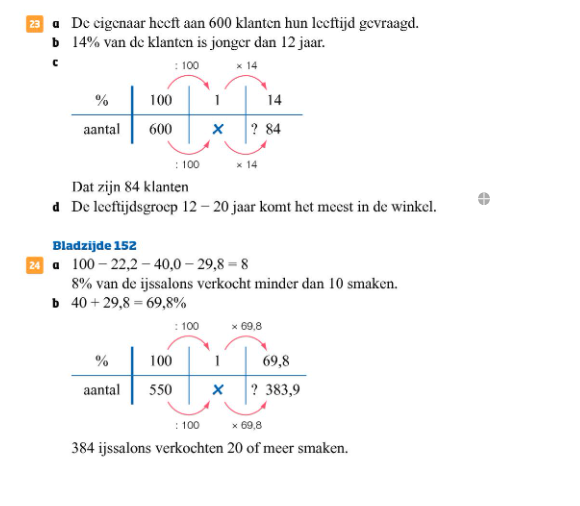 23 a De eigenaar heeft aan 600 klanten hun leeftijd gevraagd.
b 14% van de klanten is jonger dan 12 jaar.
c
: 100 × 14
% 100 1 14
aantal 600 × ? 84
: 100 × 14
Dat zijn 84 klanten
d De leeftijdsgroep 12 – 20 jaar komt het meest in de winkel.
Bladzijde 152
24 a 100 – 22,2 – 40,0 – 29,8 = 8
8% van de ijssalons verkocht minder dan 10 smaken.
b 40 + 29,8 = 69,8%
: 100 × 69,8
% 100 1 69,8
aantal 550 × ? 383,9
: 100 × 69,8
384 ijssalons verkochten 20 of meer smaken.